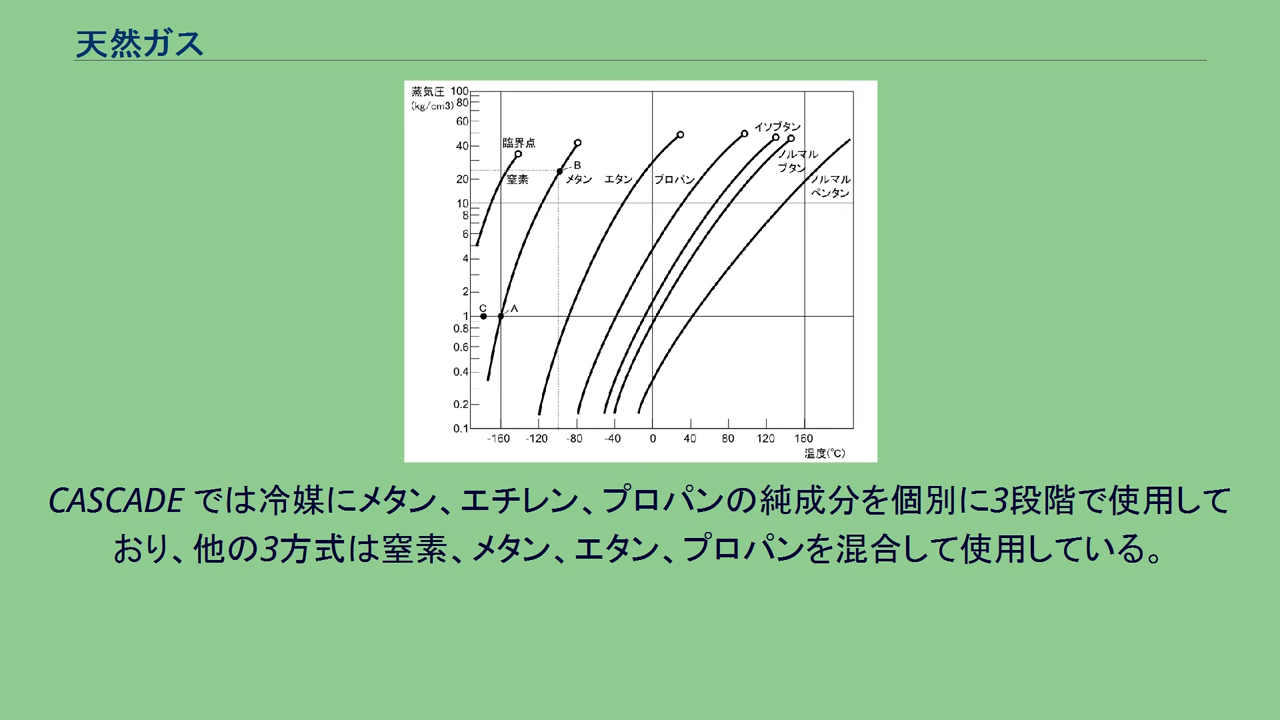 天然ガス
蒸気圧
(kg/cm3)
100
80
60
40
20
10
8
6
4
2
1
0.8
0.6
0.4
0.2
0.1
臨界点
窒素
B
メタン
エタン
プロパン
イソブタン
ノルマル
ブタン
ノルマル
ペンタン
C
A
-160 -120 -80 -40 0 40 80 120 160
温度(℃)
CASCADE では冷媒にメタン、エチレン、プロパンの純成分を個別に3段階で使用して
おり、他の3方式は窒素、メタン、エタン、プロパンを混合して使用している。